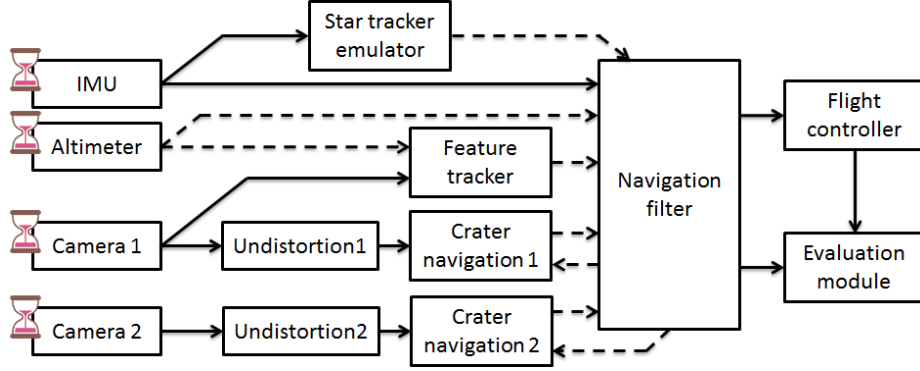 Star tracker
emulator
IMU
Altimeter
Feature
tracker
Camera 1
Undistortion1
Crater
navigation 1
Camera 2
Undistortion2
Crater
navigation 2
Navigation
filter
Flight
controller
Evaluation
module